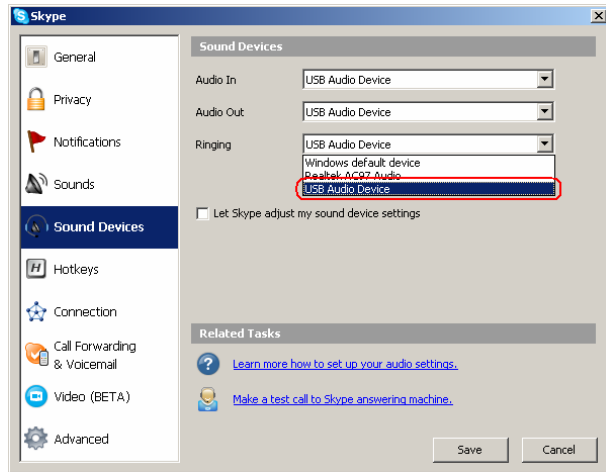 Skype
General
Privacy
Notifications
Sounds
Sound Devices
Hotkeys
Connection
Call Forwarding
& Voicemail
Video (BETA)
Advanced
Sound Devices
Audio In
USB Audio Device
Audio Out
USB Audio Device
Ringing
USB Audio Device
Windows default device
Realtek AC97 Audio
USB Audio Device
Let Skype adjust my sound device settings
Related Tasks
Learn more how to set up your audio settings.
Make a test call to Skype answering machine.
Save
Cancel